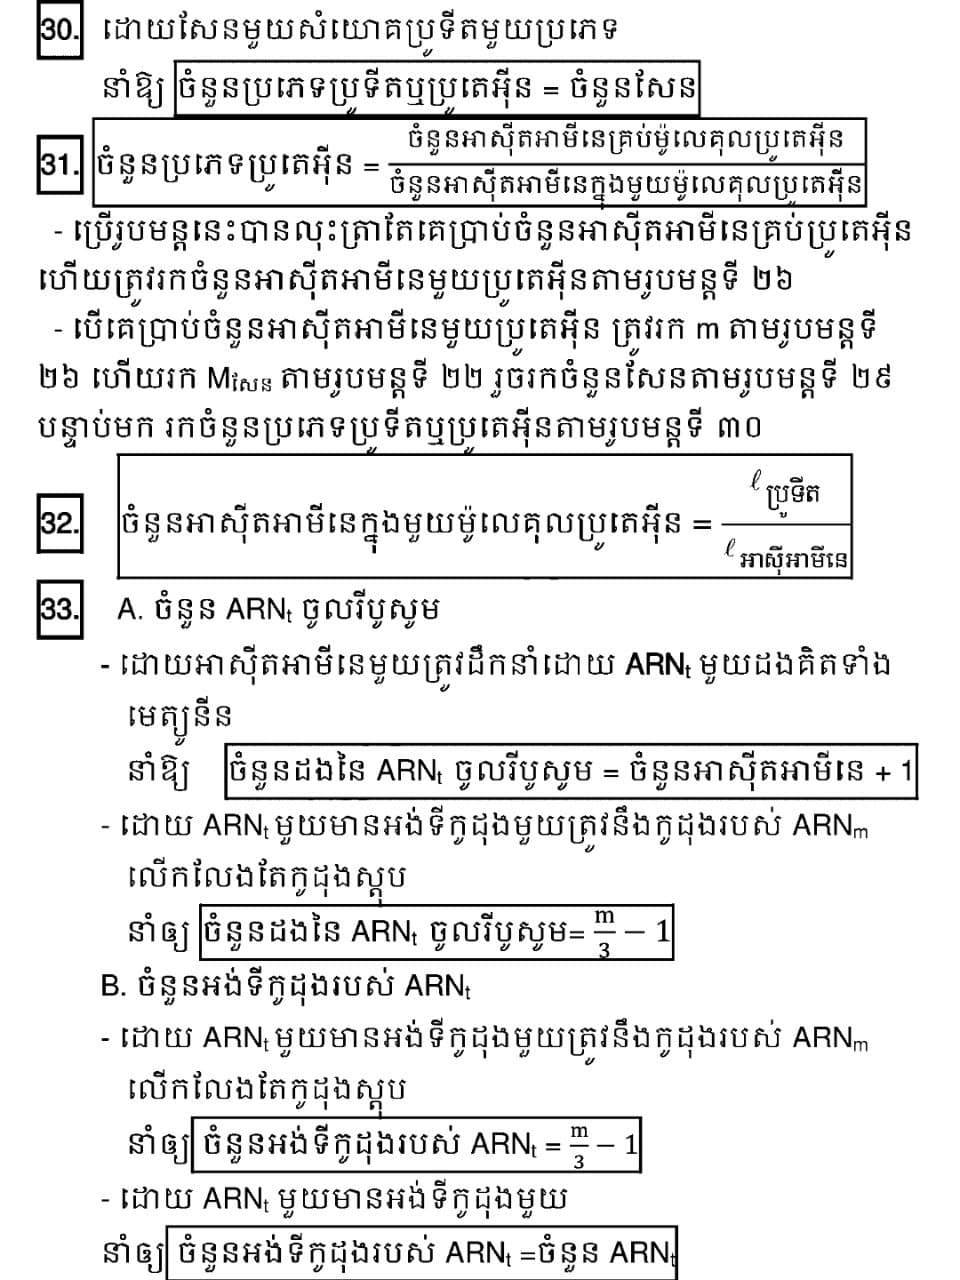 30. ដោយសែនមួយសំយោគប្រូទីតមួយប្រភេទ
នាំឱ្យ ចំនួនប្រភេទប្រូទីតឬប្រូតេអ៊ីន = ចំនួនសែន
31. ចំនួនប្រភេទប្រូតេអ៊ីន = ចំនួនអាស៊ីតអាមីនេគ្រប់ម៉ូលេគុលប្រូតេអ៊ីន
ចំនួនអាស៊ីតអាមីនេក្នុងមួយម៉ូលេគុលប្រូតេអ៊ីន
- ប្រើរូបមន្តនេះបានលុះត្រាតែគេប្រាប់ចំនួនអាស៊ីតអាមីនេគ្រប់ប្រូតេអ៊ីន
ហើយត្រូវរកចំនួនអាស៊ីតអាមីនេមួយប្រូតេអ៊ីនតាមរូបមន្តទី ២៦
- បើគេប្រាប់ចំនួនអាស៊ីតអាមីនេមួយប្រូតេអ៊ីន ត្រូវរក m តាមរូបមន្តទី
២៦ ហើយរក Mសែន តាមរូបមន្តទី ២២ រួចរកចំនួនសែនតាមរូបមន្តទី ២៩
បន្ទាប់មក រកចំនួនប្រភេទប្រូទីតឬប្រូតេអ៊ីនតាមរូបមន្តទី ៣០
32. ចំនួនអាស៊ីតអាមីនេក្នុងមួយម៉ូលេគុលប្រូតេអ៊ីន = ℓ ប្រូទីត
ℓ អាស៊ីអាមីនេ
33. A. ចំនួន ARNt ចូលរីបូសូម
- ដោយអាស៊ីតអាមីនេមួយត្រូវដឹកនាំដោយ ARNt មួយដងគិតទាំង
មេត្យូនីន
នាំឱ្យ ចំនួនដងនៃ ARNt ចូលរីបូសូម = ចំនួនអាស៊ីតអាមីនេ + 1
- ដោយ ARNt មួយមានអង់ទីកូដុងមួយត្រូវនឹងកូដុងរបស់ ARNm
លើកលែងតែកូដុងស្តុប
នាំឲ្យ ចំនួនដងនៃ ARNt ចូលរីបូសូម= m/3 − 1
B. ចំនួនអង់ទីកូដុងរបស់ ARNt
- ដោយ ARNt មួយមានអង់ទីកូដុងមួយត្រូវនឹងកូដុងរបស់ ARNm
លើកលែងតែកូដុងស្តុប
នាំឲ្យ ចំនួនអង់ទីកូដុងរបស់ ARNt = m/3 − 1
- ដោយ ARNt មួយមានអង់ទីកូដុងមួយ
នាំឲ្យ ចំនួនអង់ទីកូដុងរបស់ ARNt =ចំនួន ARNt